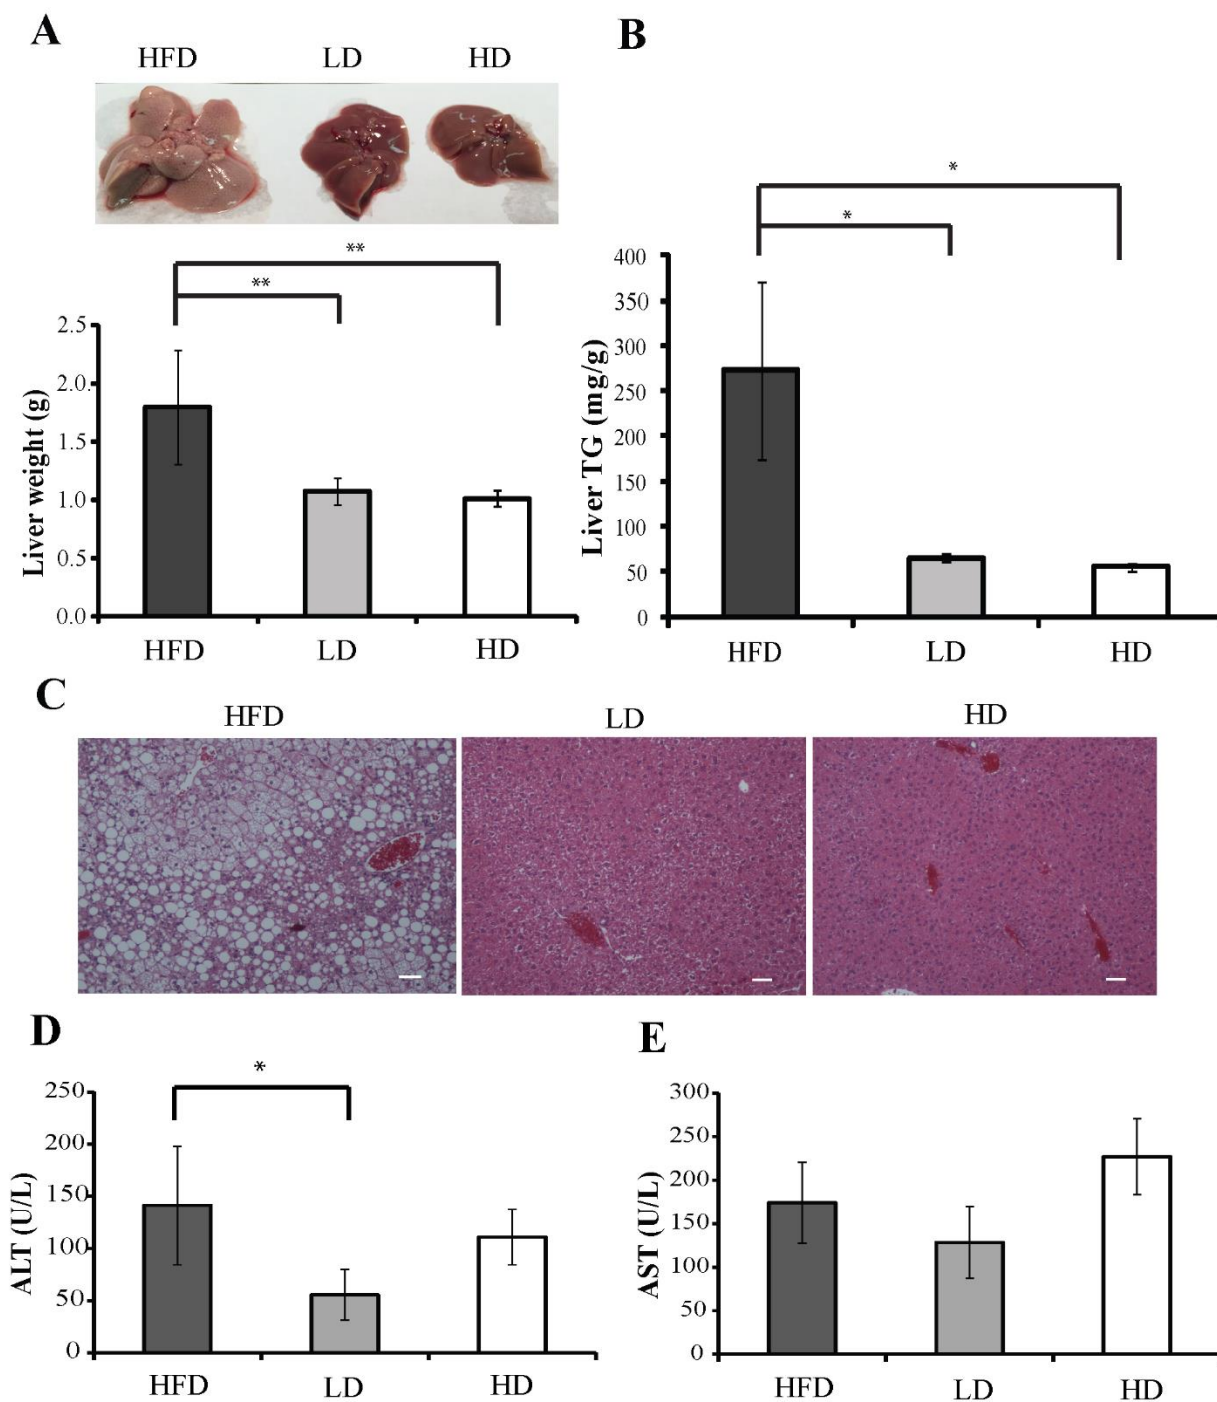 A
HFD LD HD
**
**
2.5
2.0
1.5
1.0
0.5
0.0
Liver weight (g)
HFD LD HD
B
*
*
400
350
300
250
200
150
100
50
0
Liver TG (mg/g)
HFD LD HD
C
HFD LD HD
D
*
250
200
150
100
50
0
ALT (U/L)
HFD LD HD
E
300
250
200
150
100
50
0
AST (U/L)
HFD LD HD